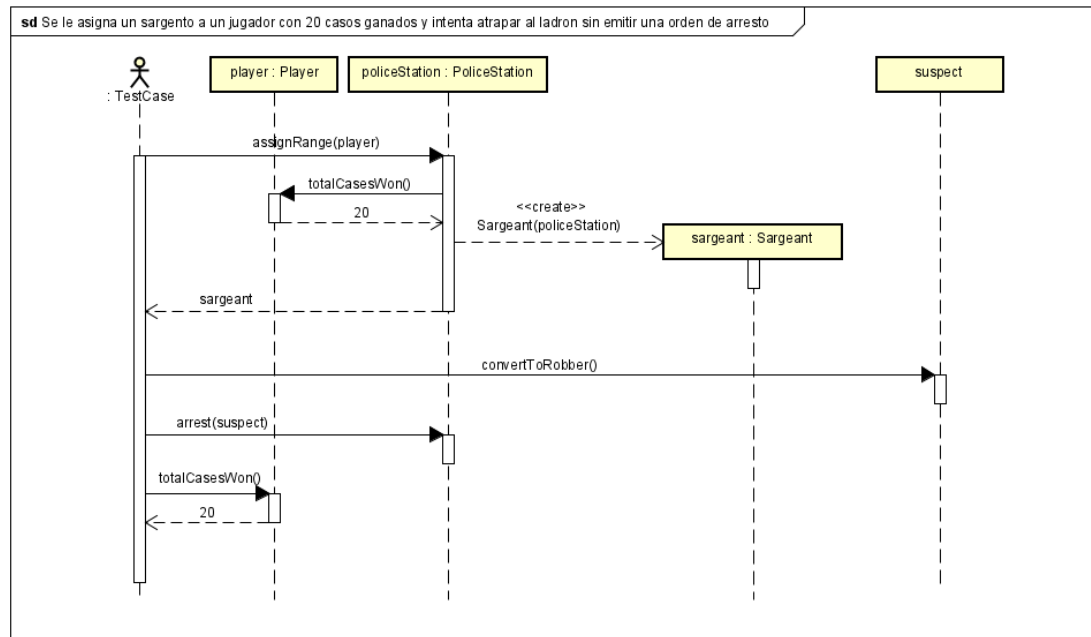 sd Se le asigna un sargento a un jugador con 20 casos ganados y intenta atrapar al ladron sin emitir una orden de arresto
: TestCase
player : Player
policeStation : PoliceStation
suspect
assignRange(player)
totalCasesWon()
20
<<create>>
Sargeant(policeStation)
sargeant : Sargeant
sargeant
convertToRobber()
arrest(suspect)
totalCasesWon()
20